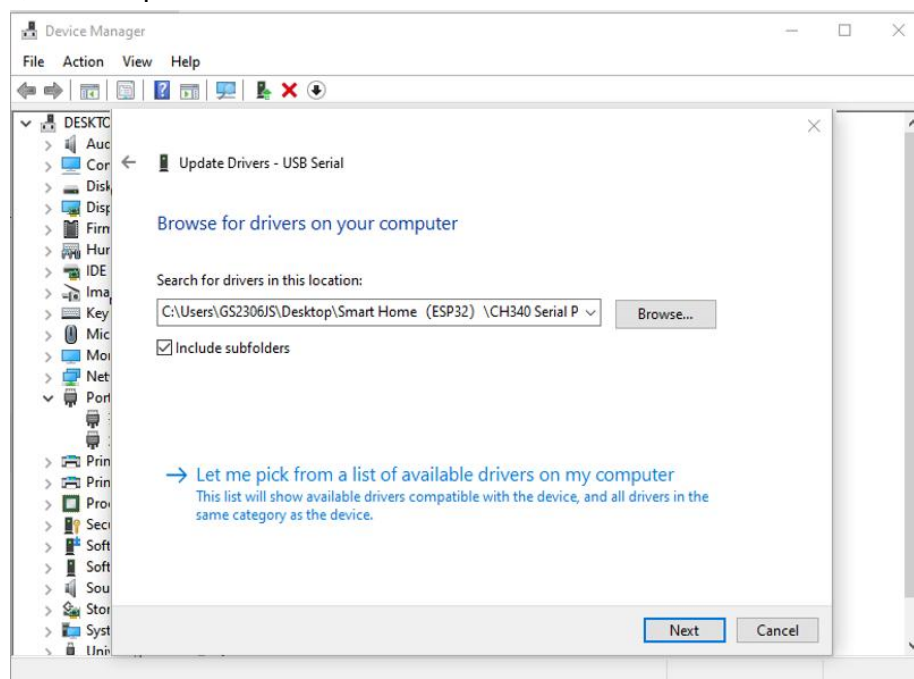 Device Manager
File Action View Help
DESKTC
Auc
Update Drivers - USB Serial
Cor
Disk
Disp
Browse for drivers on your computer
Firn
Hur
IDE
Search for drivers in this location:
Ima
C:\Users\GS2306JS\Desktop\Smart Home（ESP32）\CH340 Serial P
Browse...
Key
Mic
Include subfolders
Mor
Net
Port
Prin
Let me pick from a list of available drivers on my computer
Prin
This list will show available drivers compatible with the device, and all drivers in the
Pro
same category as the device.
Secu
Soft
Soft
Sou
Stor
Next Cancel
Syst